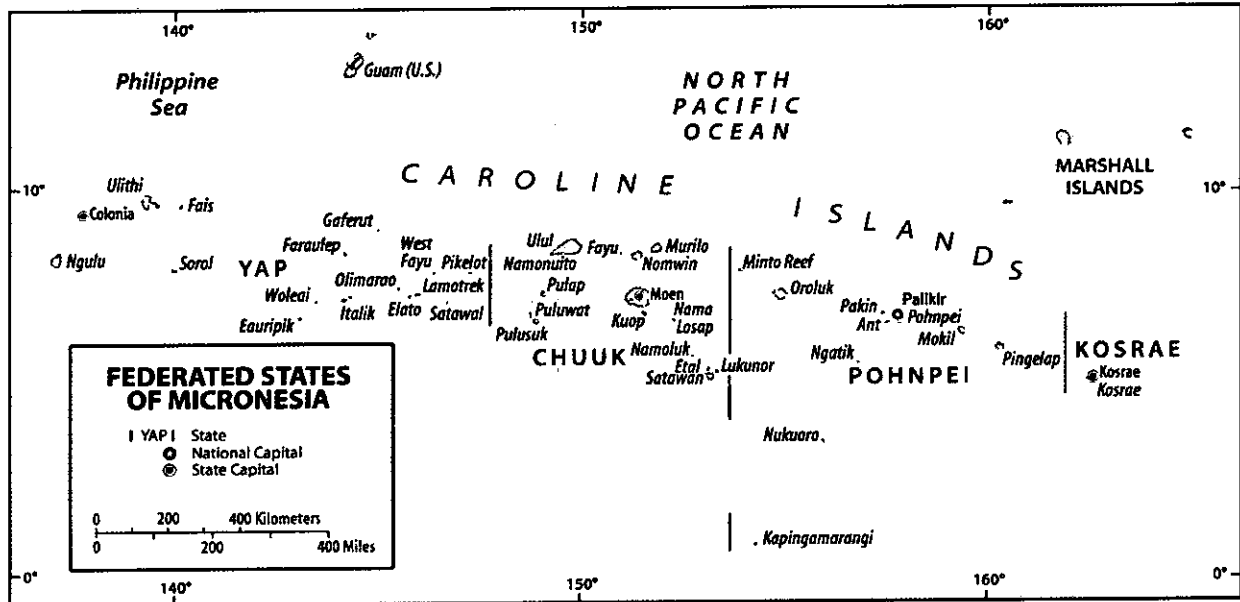 140°
150°
160°
Guam (U.S.)
Philippine
Sea
NORTH
PACIFIC
OCEAN
MARSHALL
ISLANDS
CAROLINE
ISLANDS
10°
10°
Ulithi
Colonia
Fais
Ngulu
Sorol
YAP
Gaferut
Faraulep
West
Fayu
Pikelot
Olimarao
Lamotrek
Woleai
Italik
Elato
Satawal
Eauripik
Ulul
Fayu
Murilo
Namonuito
Nomwin
Pulap
Moen
Puluwat
Kuop
Nama
Losap
Pulusuk
CHUUK
Namoluk
Etal
Lukunor
Satawan
Minto Reef
Oroluk
Pakin
Palikir
Pohnpei
Ant
Mokil
Ngatik
POHNPEI
Pingelap
KOSRAE
Kosrae
Kosrae
Nukuoro
Kapingamarangi
FEDERATED STATES
OF MICRONESIA
YAP State
National Capital
State Capital
0 200 400 Kilometers
0 200 400 Miles
0°
0°
140°
150°
160°